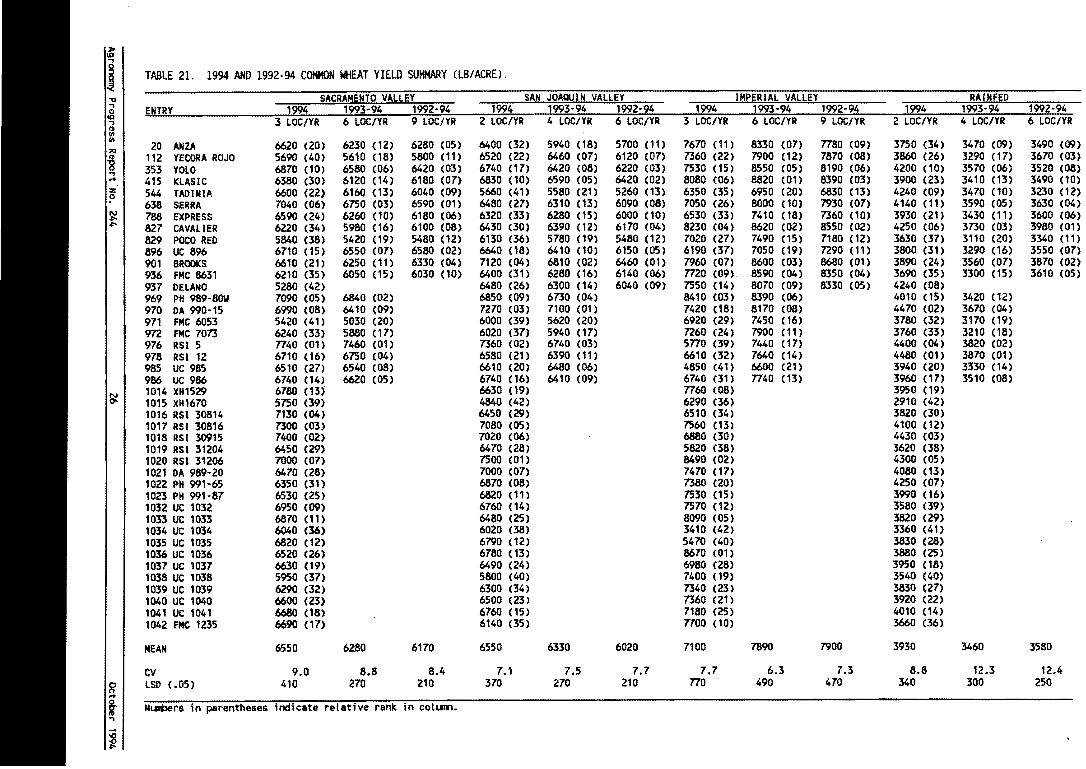 TABLE 21. 1994 AND 1992-94 COMMON WHEAT YIELD SUMMARY (LB/ACRE).
SACRAMENTO VALLEY SAN JOAQUIN VALLEY IMPERIAL VALLEY RAINFED
ENTRY 1994 1993-94 1992-94 1994 1993-94 1992-94 1994 1993-94 1992-94 1994 1993-94 1992-94
3 LOC/YR 6 LOC/YR 9 LOC/YR 2 LOC/YR 4 LOC/YR 6 LOC/YR 3 LOC/YR 6 LOC/YR 9 LOC/YR 2 LOC/YR 4 LOC/YR 6 LOC/YR
20 ANZA 6620 (20) 6230 (12) 6280 (05) 6400 (32) 5940 (18) 5700 (11) 7670 (11) 8330 (07) 7780 (09) 3750 (34) 3470 (09) 3490 (09)
112 YECORA ROJO 5690 (40) 5610 (18) 5800 (11) 6520 (22) 6460 (07) 6120 (07) 7360 (22) 7900 (12) 7870 (08) 3860 (26) 3290 (17) 3670 (03)
353 YOLO 6870 (10) 6580 (06) 6420 (03) 6740 (17) 6420 (08) 6220 (03) 7530 (15) 8550 (05) 8190 (06) 4200 (10) 3570 (06) 3520 (08)
415 KLASIC 6380 (30) 6120 (14) 6180 (07) 6830 (10) 6590 (05) 6420 (02) 8080 (06) 8820 (01) 8390 (03) 3900 (23) 3410 (13) 3490 (10)
544 TADINIA 6600 (22) 6160 (13) 6040 (09) 5660 (41) 5580 (21) 5260 (13) 6350 (35) 6950 (20) 6830 (13) 4240 (09) 3470 (10) 3230 (12)
638 SERRA 7040 (06) 6750 (03) 6590 (01) 6480 (27) 6310 (13) 6090 (08) 7050 (26) 8000 (10) 7930 (07) 4140 (11) 3590 (05) 3630 (04)
788 EXPRESS 6590 (24) 6260 (10) 6180 (06) 6320 (33) 6280 (15) 6000 (10) 6530 (33) 7410 (18) 7360 (10) 3930 (21) 3430 (11) 3600 (06)
827 CAVALIER 6220 (34) 5980 (16) 6100 (08) 6430 (30) 6390 (12) 6170 (04) 8230 (04) 8620 (02) 8550 (02) 4250 (06) 3730 (03) 3980 (01)
829 POCO RED 5840 (38) 5420 (19) 5480 (12) 6130 (36) 5780 (19) 5480 (12) 7020 (27) 7490 (15) 7180 (12) 3630 (37) 3110 (20) 3340 (11)
896 UC 896 6710 (15) 6550 (07) 6580 (02) 6640 (18) 6410 (10) 6150 (05) 6190 (37) 7050 (19) 7290 (11) 3800 (31) 3290 (16) 3550 (07)
901 BROOKS 6610 (21) 6250 (11) 6330 (04) 7120 (04) 6810 (02) 6460 (01) 7960 (07) 8600 (03) 8680 (01) 3890 (24) 3560 (07) 3870 (02)
936 FMC 8631 6210 (35) 6050 (15) 6030 (10) 6400 (31) 6280 (16) 6140 (06) 7720 (09) 8590 (04) 8350 (04) 3690 (35) 3300 (15) 3610 (05)
937 DELANO 5280 (42) 6480 (26) 6300 (14) 6040 (09) 7550 (14) 8070 (09) 8330 (05) 4240 (08)
969 PH 989-80W 7090 (05) 6840 (02) 6850 (09) 6730 (04) 8410 (03) 8390 (06) 4010 (15) 3420 (12)
970 DA 990-15 6990 (08) 6410 (09) 7270 (03) 7100 (01) 7420 (18) 8170 (08) 4470 (02) 3670 (04)
971 FMC 6053 5420 (41) 5030 (20) 6000 (39) 5620 (20) 6920 (29) 7450 (16) 3780 (32) 3170 (19)
972 FMC 7073 6240 (33) 5880 (17) 6020 (37) 5940 (17) 7260 (24) 7900 (11) 3760 (33) 3210 (18)
976 RSI 5 7740 (01) 7460 (01) 7360 (02) 6740 (03) 5770 (39) 7440 (17) 4400 (04) 3820 (02)
978 RSI 12 6710 (16) 6750 (04) 6580 (21) 6390 (11) 6610 (32) 7640 (14) 4480 (01) 3870 (01)
985 UC 985 6510 (27) 6540 (08) 6610 (20) 6480 (06) 4850 (41) 6600 (21) 3940 (20) 3330 (14)
986 UC 986 6740 (14) 6620 (05) 6740 (16) 6410 (09) 6740 (31) 7740 (13) 3960 (17) 3510 (08)
1014 XH1529 6780 (13) 6630 (19) 7760 (08) 3950 (19)
1015 XH1670 5750 (39) 4840 (42) 6290 (36) 2910 (42)
1016 RSI 30814 7130 (04) 6450 (29) 6510 (34) 3820 (30)
1017 RSI 30816 7300 (03) 7080 (05) 7560 (13) 4100 (12)
1018 RSI 30915 7400 (02) 7020 (06) 6880 (30) 4430 (03)
1019 RSI 31204 6450 (29) 6470 (28) 5820 (38) 3620 (38)
1020 RSI 31206 7000 (07) 7500 (01) 8490 (02) 4300 (05)
1021 DA 989-20 6470 (28) 7000 (07) 7470 (17) 4080 (13)
1022 PH 991-65 6350 (31) 6870 (08) 7380 (20) 4250 (07)
1023 PH 991-87 6530 (25) 6820 (11) 7530 (15) 3990 (16)
1032 UC 1032 6950 (09) 6760 (14) 7570 (12) 3580 (39)
1033 UC 1033 6870 (11) 6480 (25) 8090 (05) 3820 (29)
1034 UC 1034 6040 (36) 6020 (38) 3410 (42) 3360 (41)
1035 UC 1035 6820 (12) 6790 (12) 5470 (40) 3830 (28)
1036 UC 1036 6520 (26) 6780 (13) 8670 (01) 3880 (25)
1037 UC 1037 6630 (19) 6490 (24) 6980 (28) 3950 (18)
1038 UC 1038 5950 (37) 5800 (40) 7400 (19) 3540 (40)
1039 UC 1039 6290 (32) 6300 (34) 7340 (23) 3830 (27)
1040 UC 1040 6600 (23) 6500 (23) 7360 (21) 3920 (22)
1041 UC 1041 6680 (18) 6760 (15) 7180 (25) 4010 (14)
1042 FMC 1235 6690 (17) 6140 (35) 7700 (10) 3660 (36)
MEAN 6550 6280 6170 6550 6330 6020 7100 7890 7900 3930 3460 3580
CV 9.0 8.8 8.4 7.1 7.5 7.7 7.7 6.3 7.3 8.8 12.3 12.4
LSD (.05) 410 270 210 370 270 210 770 490 470 340 300 250
Numbers in parentheses indicate relative rank in column.
Agronomy Progress Report No. 244 26 October 1994